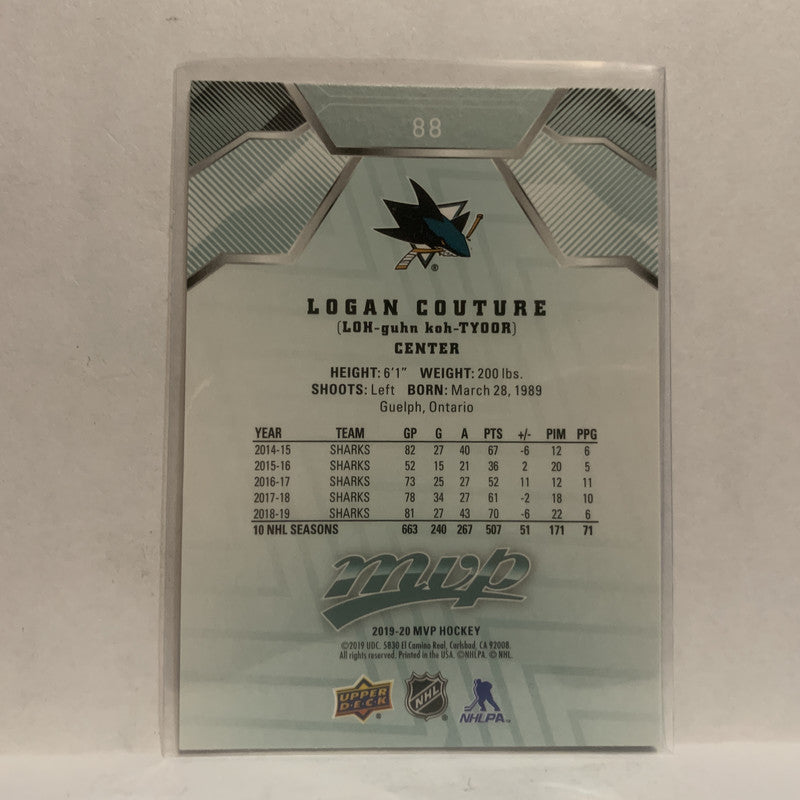 88
LOGAN COUTURE
(LOH-guhn koh-TYOOR)
CENTER
HEIGHT: 6'1" WEIGHT: 200 lbs.
SHOOTS: Left BORN: March 28, 1989
Guelph, Ontario
YEAR TEAM GP G A PTS +/- PIM PPG
2014-15 SHARKS 82 27 40 67 -6 12 6
2015-16 SHARKS 52 15 21 36 2 20 5
2016-17 SHARKS 73 25 27 52 11 12 11
2017-18 SHARKS 78 34 27 61 -2 18 10
2018-19 SHARKS 81 27 43 70 -6 22 6
10 NHL SEASONS 663 240 267 507 51 171 71
mvp
2019-20 MVP HOCKEY
©2019 UDC. 5830 El Camino Real, Carlsbad, CA 92008.
All rights reserved. Printed in the USA. ©NHLPA. © NHL.
UPPER DECK NHL NHLPA